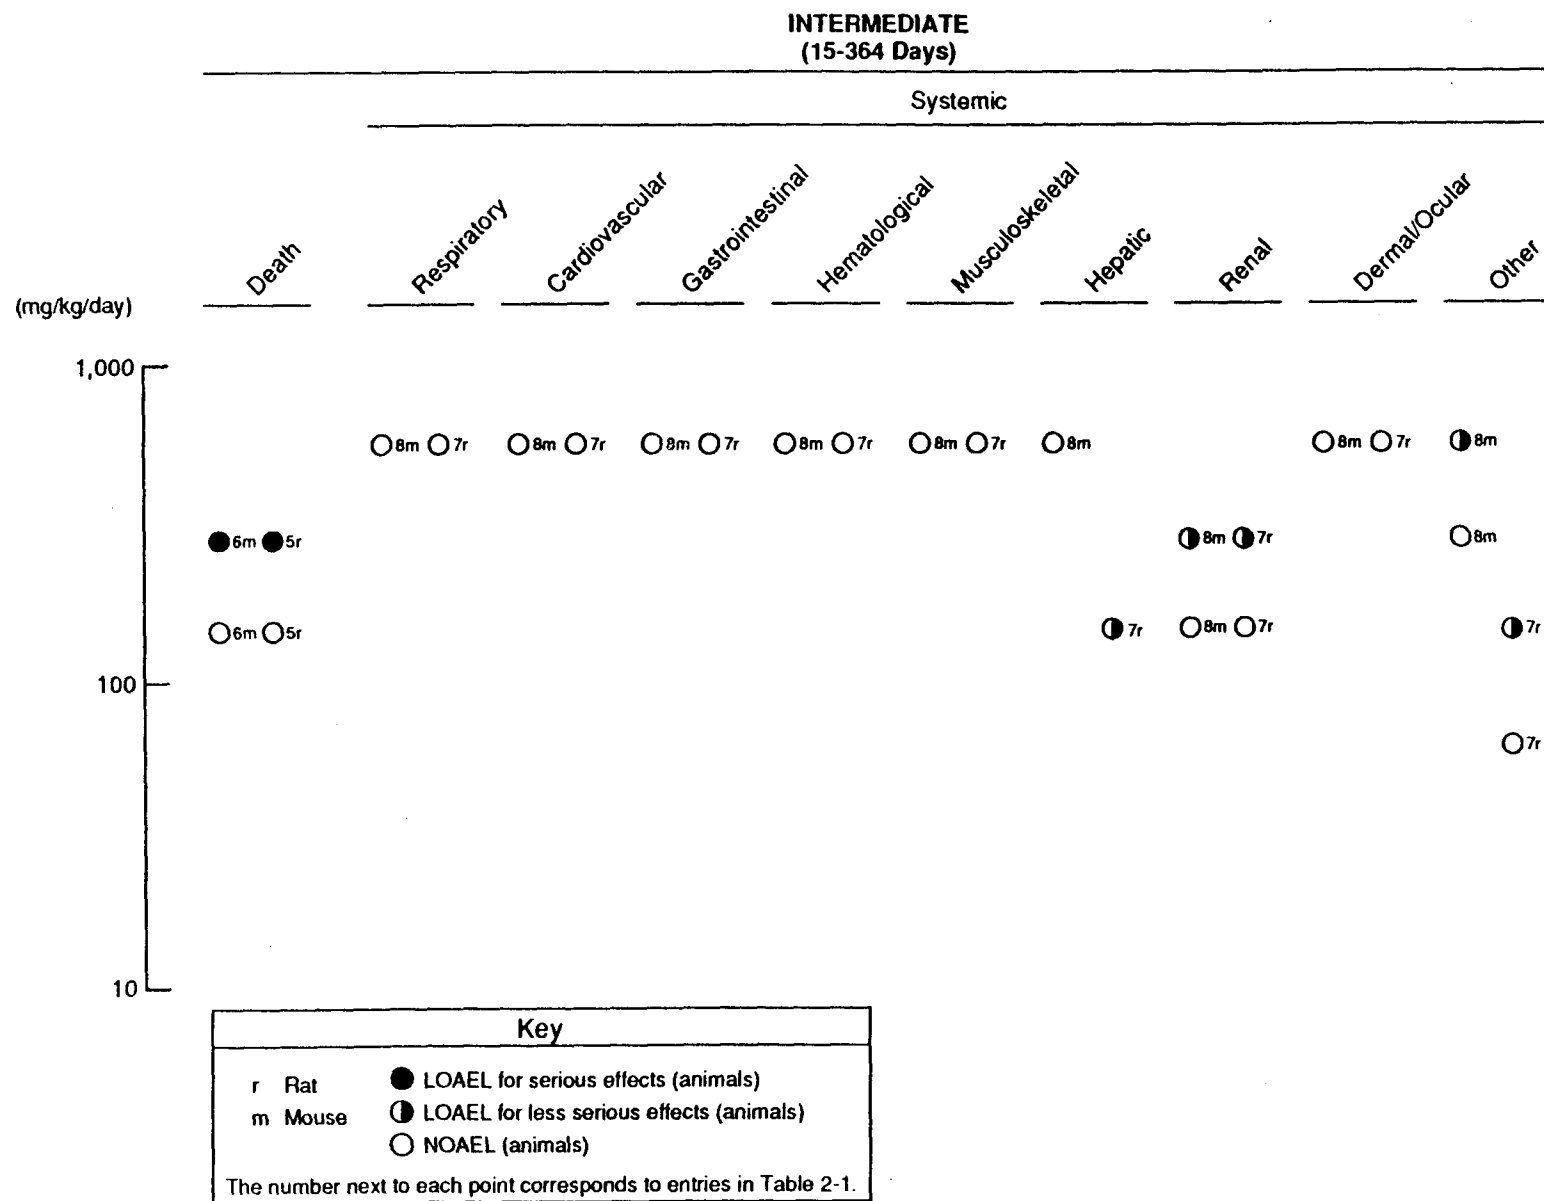 INTERMEDIATE
(15-364 Days)
Systemic
Death Respiratory Cardiovascular Gastrointestinal Hematological Musculoskeletal Hepatic Renal Dermal/Ocular Other
(mg/kg/day)
1,000
8m 7r 8m 7r 8m 7r 8m 7r 8m 7r 8m 8m 7r 8m
6m 5r 8m 7r 8m
6m 5r 7r 8m 7r 7r
100
7r
10
Key
r Rat LOAEL for serious effects (animals)
m Mouse LOAEL for less serious effects (animals)
NOAEL (animals)
The number next to each point corresponds to entries in Table 2-1.